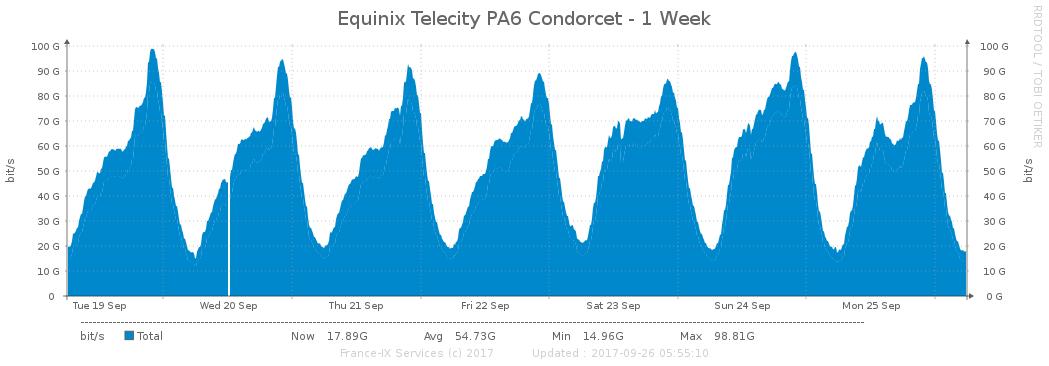 Equinix Telecity PA6 Condorcet - 1 Week
RRDTOOL / TOBI OETIKER
bit/s
100 G
90 G
80 G
70 G
60 G
50 G
40 G
30 G
20 G
10 G
0
100 G
90 G
80 G
70 G
60 G
50 G
40 G
30 G
20 G
10 G
0 G
bit/s
Tue 19 Sep Wed 20 Sep Thu 21 Sep Fri 22 Sep Sat 23 Sep Sun 24 Sep Mon 25 Sep
bit/s Total Now 17.89G Avg 54.73G Min 14.96G Max 98.81G
France-IX Services (c) 2017 Updated : 2017-09-26 05:55:10